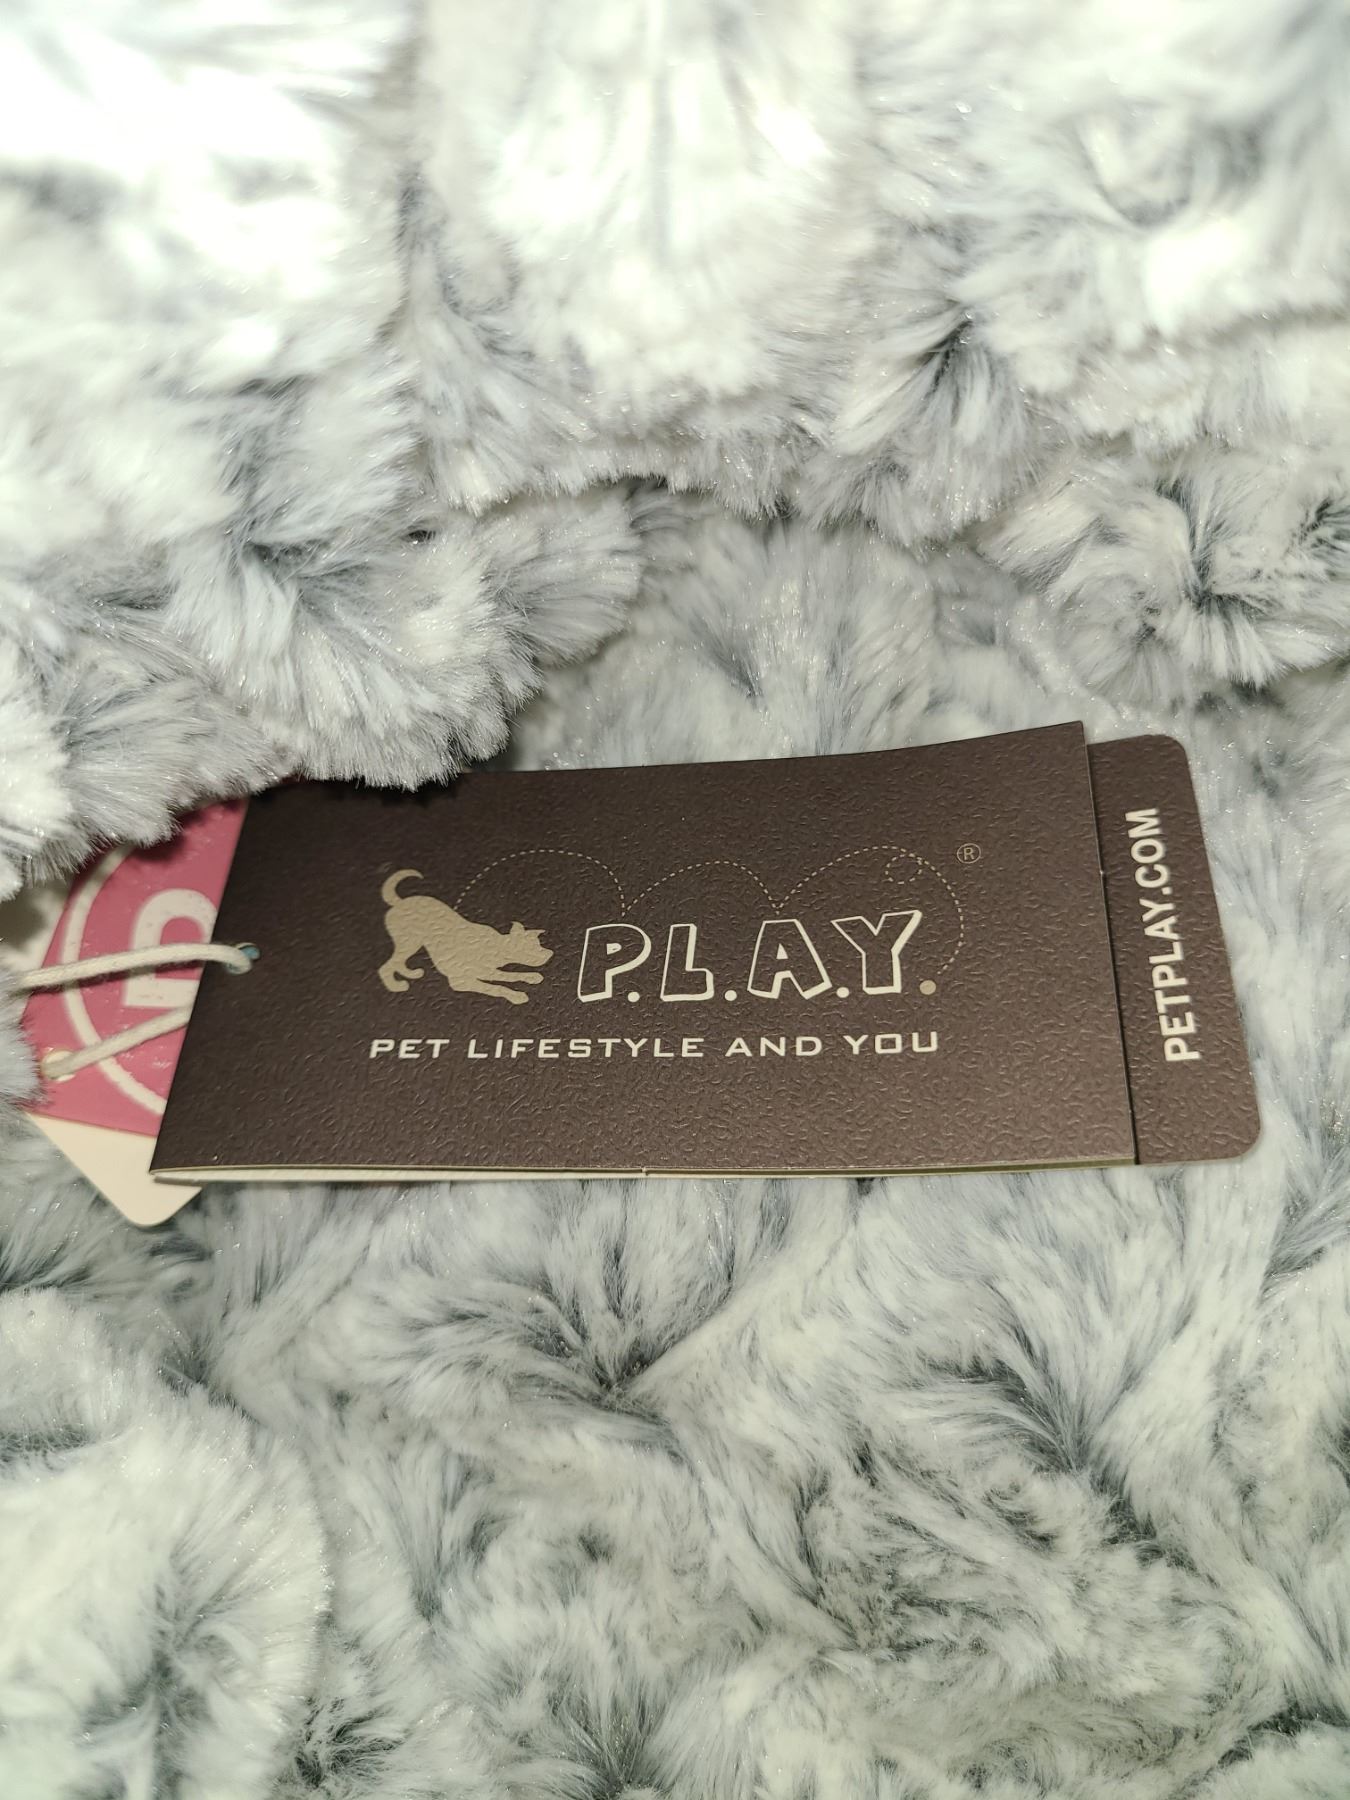 P.L.A.Y.®
PET LIFESTYLE AND YOU
PETPLAY.COM